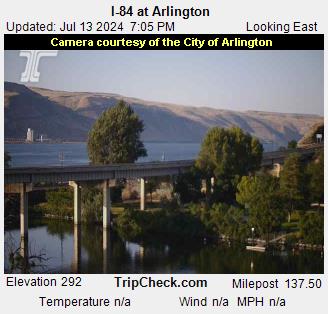 I-84 at Arlington
Updated: Jul 13 2024 7:05 PM Looking East
Camera courtesy of the City of Arlington
Elevation 292 TripCheck.com Milepost 137.50
Temperature n/a Wind n/a MPH n/a